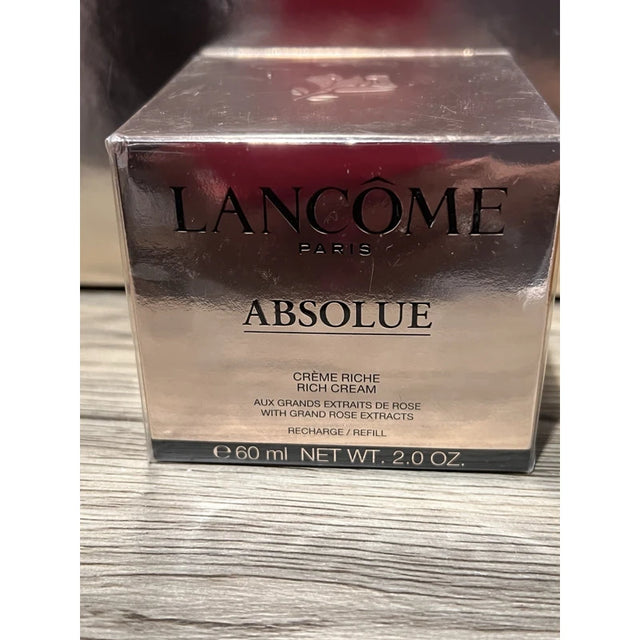 LANCÔME
PARIS
ABSOLUE
CRÈME RICHE
RICH CREAM
AUX GRANDS EXTRAITS DE ROSE
WITH GRAND ROSE EXTRACTS
RECHARGE / REFILL
℮ 60 ml NET WT. 2.0 OZ.